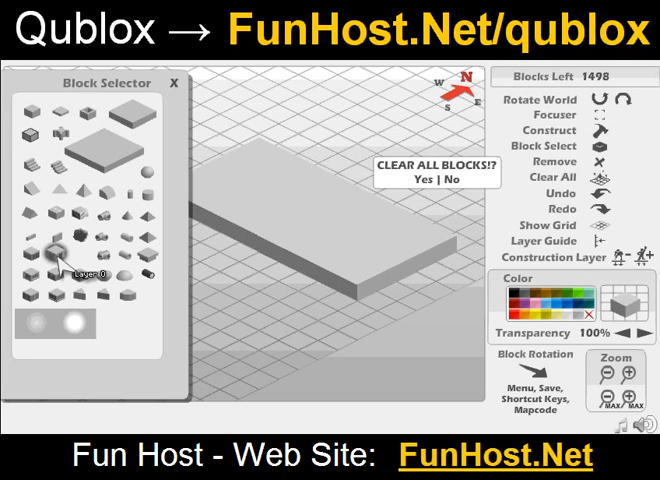 Qublox → FunHost.Net/qublox
Block Selector X
Layer 0
W N
S E
CLEAR ALL BLOCKS!?
Yes | No
Blocks Left 1498
Rotate World
Focuser
Construct
Block Select
Remove
Clear All
Undo
Redo
Show Grid
Layer Guide
Construction Layer
Color
Transparency 100%
Block Rotation
Menu, Save,
Shortcut Keys,
Mapcode
Zoom
MAX MAX
Fun Host - Web Site: FunHost.Net